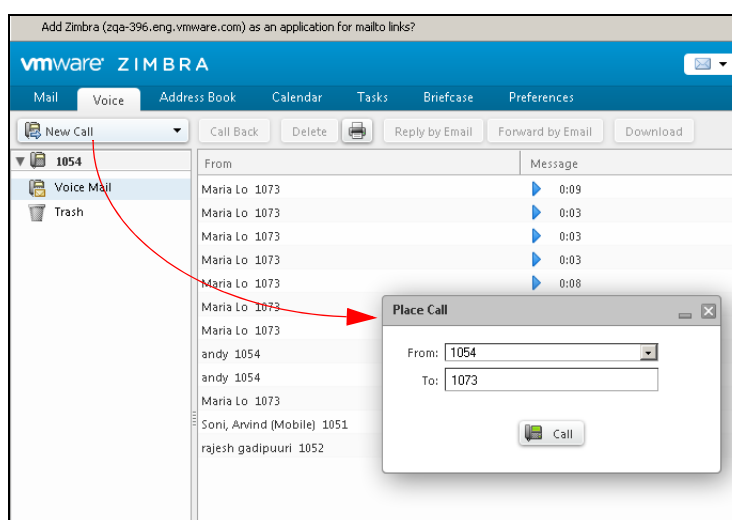 Add Zimbra (zqa-396.eng.vmware.com) as an application for mailto links?
vmware ZIMBRA
Mail Voice Address Book Calendar Tasks Briefcase Preferences
New Call Call Back Delete Reply by Email Forward by Email Download
1054 From Message
Voice Mail Maria Lo 1073 0:09
Trash Maria Lo 1073 0:03
Maria Lo 1073 0:03
Maria Lo 1073 0:03
Maria Lo 1073 0:08
Maria Lo 1073
Maria Lo 1073
andy 1054
andy 1054
Maria Lo 1073
Soni, Arvind (Mobile) 1051
rajesh gadipuuri 1052
Place Call
From: 1054
To: 1073
Call